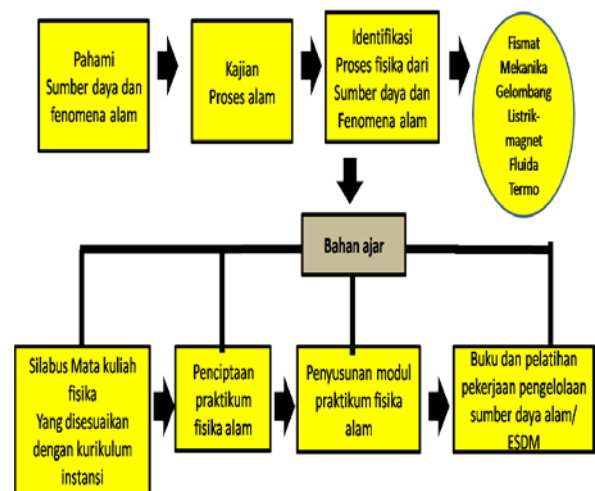 Pahami
Sumber daya dan
fenomena alam
Kajian
Proses alam
Identifikasi
Proses fisika dari
Sumber daya dan
Fenomena alam
Fismat
Mekanika
Gelombang
Listrik-
magnet
Fluida
Termo
Bahan ajar
Silabus Mata kuliah
fisika
Yang disesuaikan
dengan kurikulum
instansi
Penciptaan
praktikum
fisika alam
Penyusunan modul
praktikum fisika
alam
Buku dan pelatihan
pekerjaan pengelolaan
sumber daya alam/
ESDM